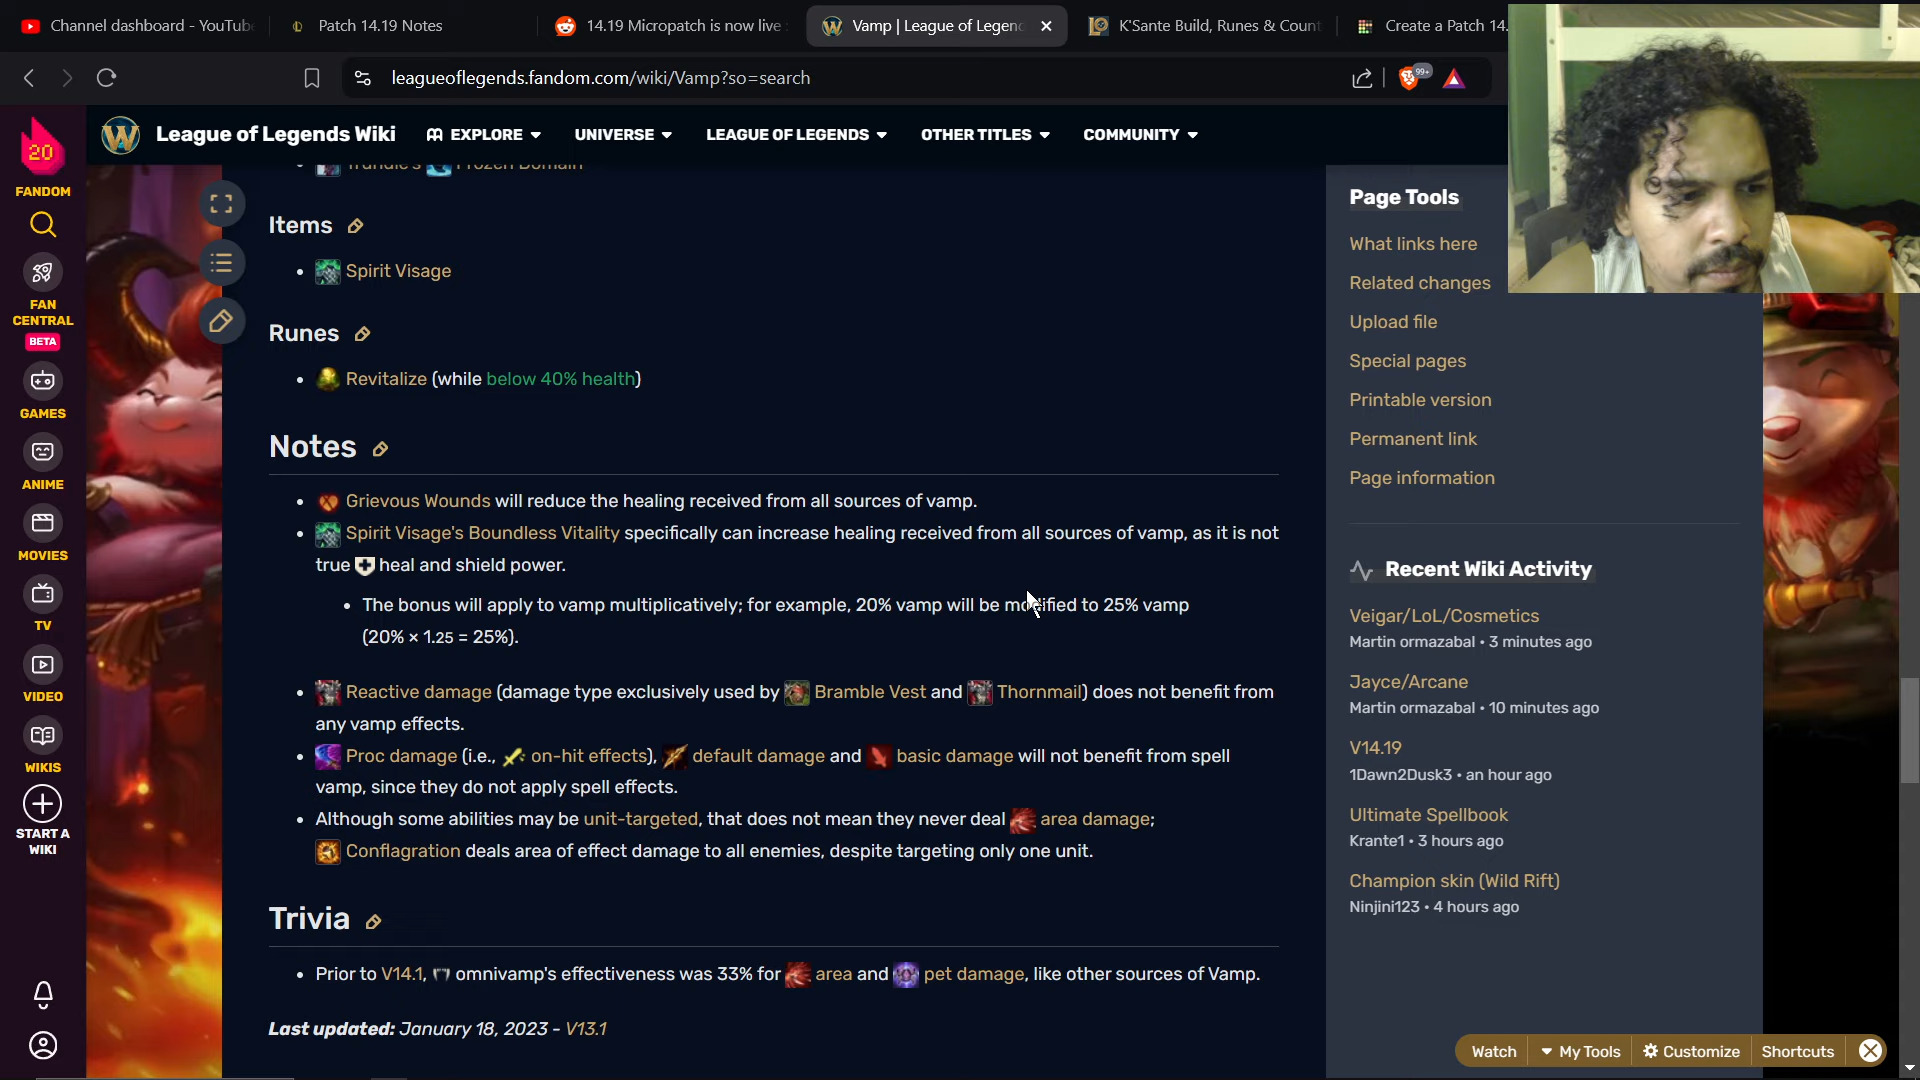 Channel dashboard - YouTube
Patch 14.19 Notes
14.19 Micropatch is now live :
Vamp | League of Legen
K'Sante Build, Runes & Count
Create a Patch 14.
leagueoflegends.fandom.com/wiki/Vamp?so=search
99+
20
FANDOM
FAN
CENTRAL
BETA
GAMES
ANIME
MOVIES
TV
VIDEO
WIKIS
START A
WIKI
League of Legends Wiki
EXPLORE
UNIVERSE
LEAGUE OF LEGENDS
OTHER TITLES
COMMUNITY
Trundle's Frozen Domain
Items
Spirit Visage
Runes
Revitalize (while below 40% health)
Notes
Grievous Wounds will reduce the healing received from all sources of vamp.
Spirit Visage's Boundless Vitality specifically can increase healing received from all sources of vamp, as it is not
true heal and shield power.
The bonus will apply to vamp multiplicatively; for example, 20% vamp will be modified to 25% vamp
(20% × 1.25 = 25%).
Reactive damage (damage type exclusively used by Bramble Vest and Thornmail) does not benefit from
any vamp effects.
Proc damage (i.e., on-hit effects), default damage and basic damage will not benefit from spell
vamp, since they do not apply spell effects.
Although some abilities may be unit-targeted, that does not mean they never deal area damage;
Conflagration deals area of effect damage to all enemies, despite targeting only one unit.
Trivia
Prior to V14.1, omnivamp's effectiveness was 33% for area and pet damage, like other sources of Vamp.
Last updated: January 18, 2023 - V13.1
Page Tools
What links here
Related changes
Upload file
Special pages
Printable version
Permanent link
Page information
Recent Wiki Activity
Veigar/LoL/Cosmetics
Martin ormazabal • 3 minutes ago
Jayce/Arcane
Martin ormazabal • 10 minutes ago
V14.19
1Dawn2Dusk3 • an hour ago
Ultimate Spellbook
Krante1 • 3 hours ago
Champion skin (Wild Rift)
Ninjini123 • 4 hours ago
Watch
My Tools
Customize
Shortcuts